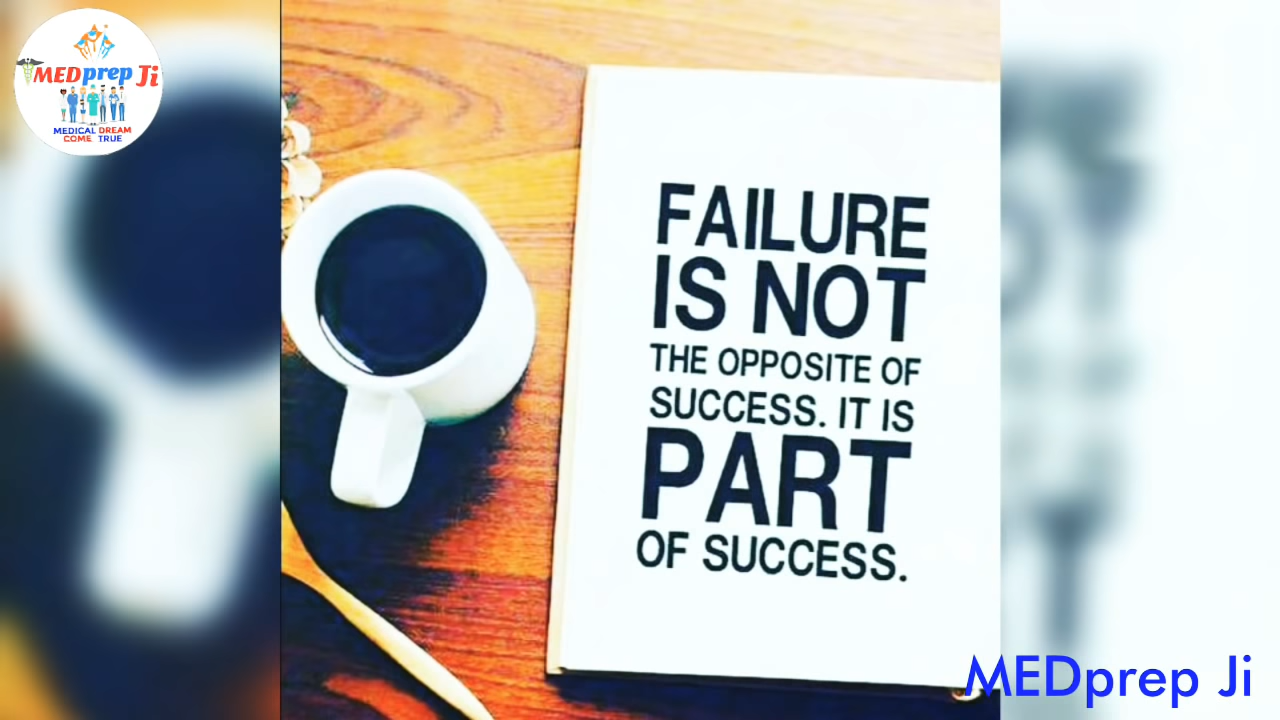 MEDprep Ji
MEDICAL DREAM
COME TRUE
FAILURE
IS NOT
THE OPPOSITE OF
SUCCESS. IT IS
PART
OF SUCCESS.
MEDprep Ji